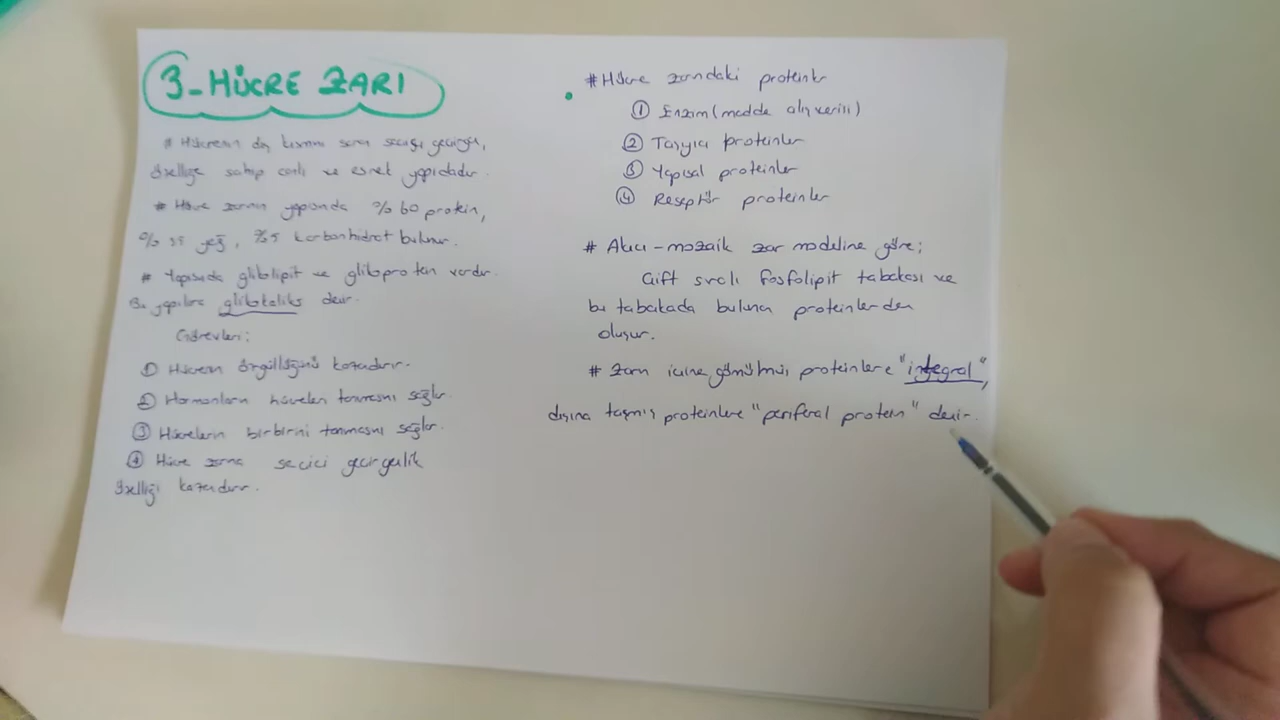 3-HÜCRE ZARI
# Hücrenin dış kısmını saran seçici geçirgen,
özelliğe sahip canlı ve esnek yapıdadır.
# Hücre zarının yapısında %60 protein,
%35 yağ, %5 karbonhidrat bulunur.
# Yapısında glikolipit ve glikoprotein vardır.
Bu yapılara glikokaliks denir.
Görevleri;
① Hücrenin özgüllüğünü kazandırır.
② Hormonların hücreleri tanımasını sağlar.
③ Hücrelerin birbirini tanımasını sağlar.
④ Hücre zarına seçici geçirgenlik
özelliği kazandırır.
# Hücre zarındaki proteinler
① Enzim (madde alış verişi)
② Taşıyıcı proteinler
③ Yapısal proteinler
④ Reseptör proteinler
# Akıcı-mozaik zar modeline göre;
Çift sıralı fosfolipit tabakası ve
bu tabakada bulunan proteinlerden
oluşur.
# Zarın içine gömülmüş proteinlere "integral",
dışına taşmış proteinlere "periferal protein" denir.